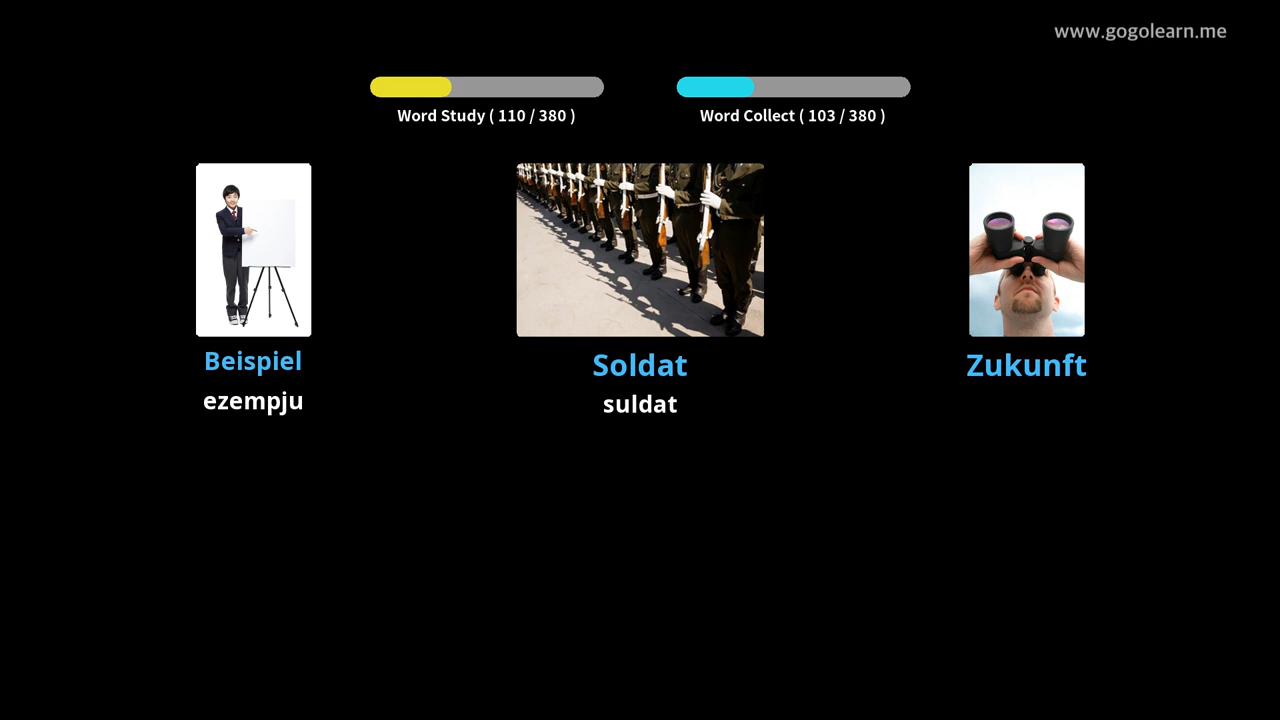 www.gogolearn.me
Word Study ( 110 / 380 )
Word Collect ( 103 / 380 )
Beispiel
ezempju
Soldat
suldat
Zukunft